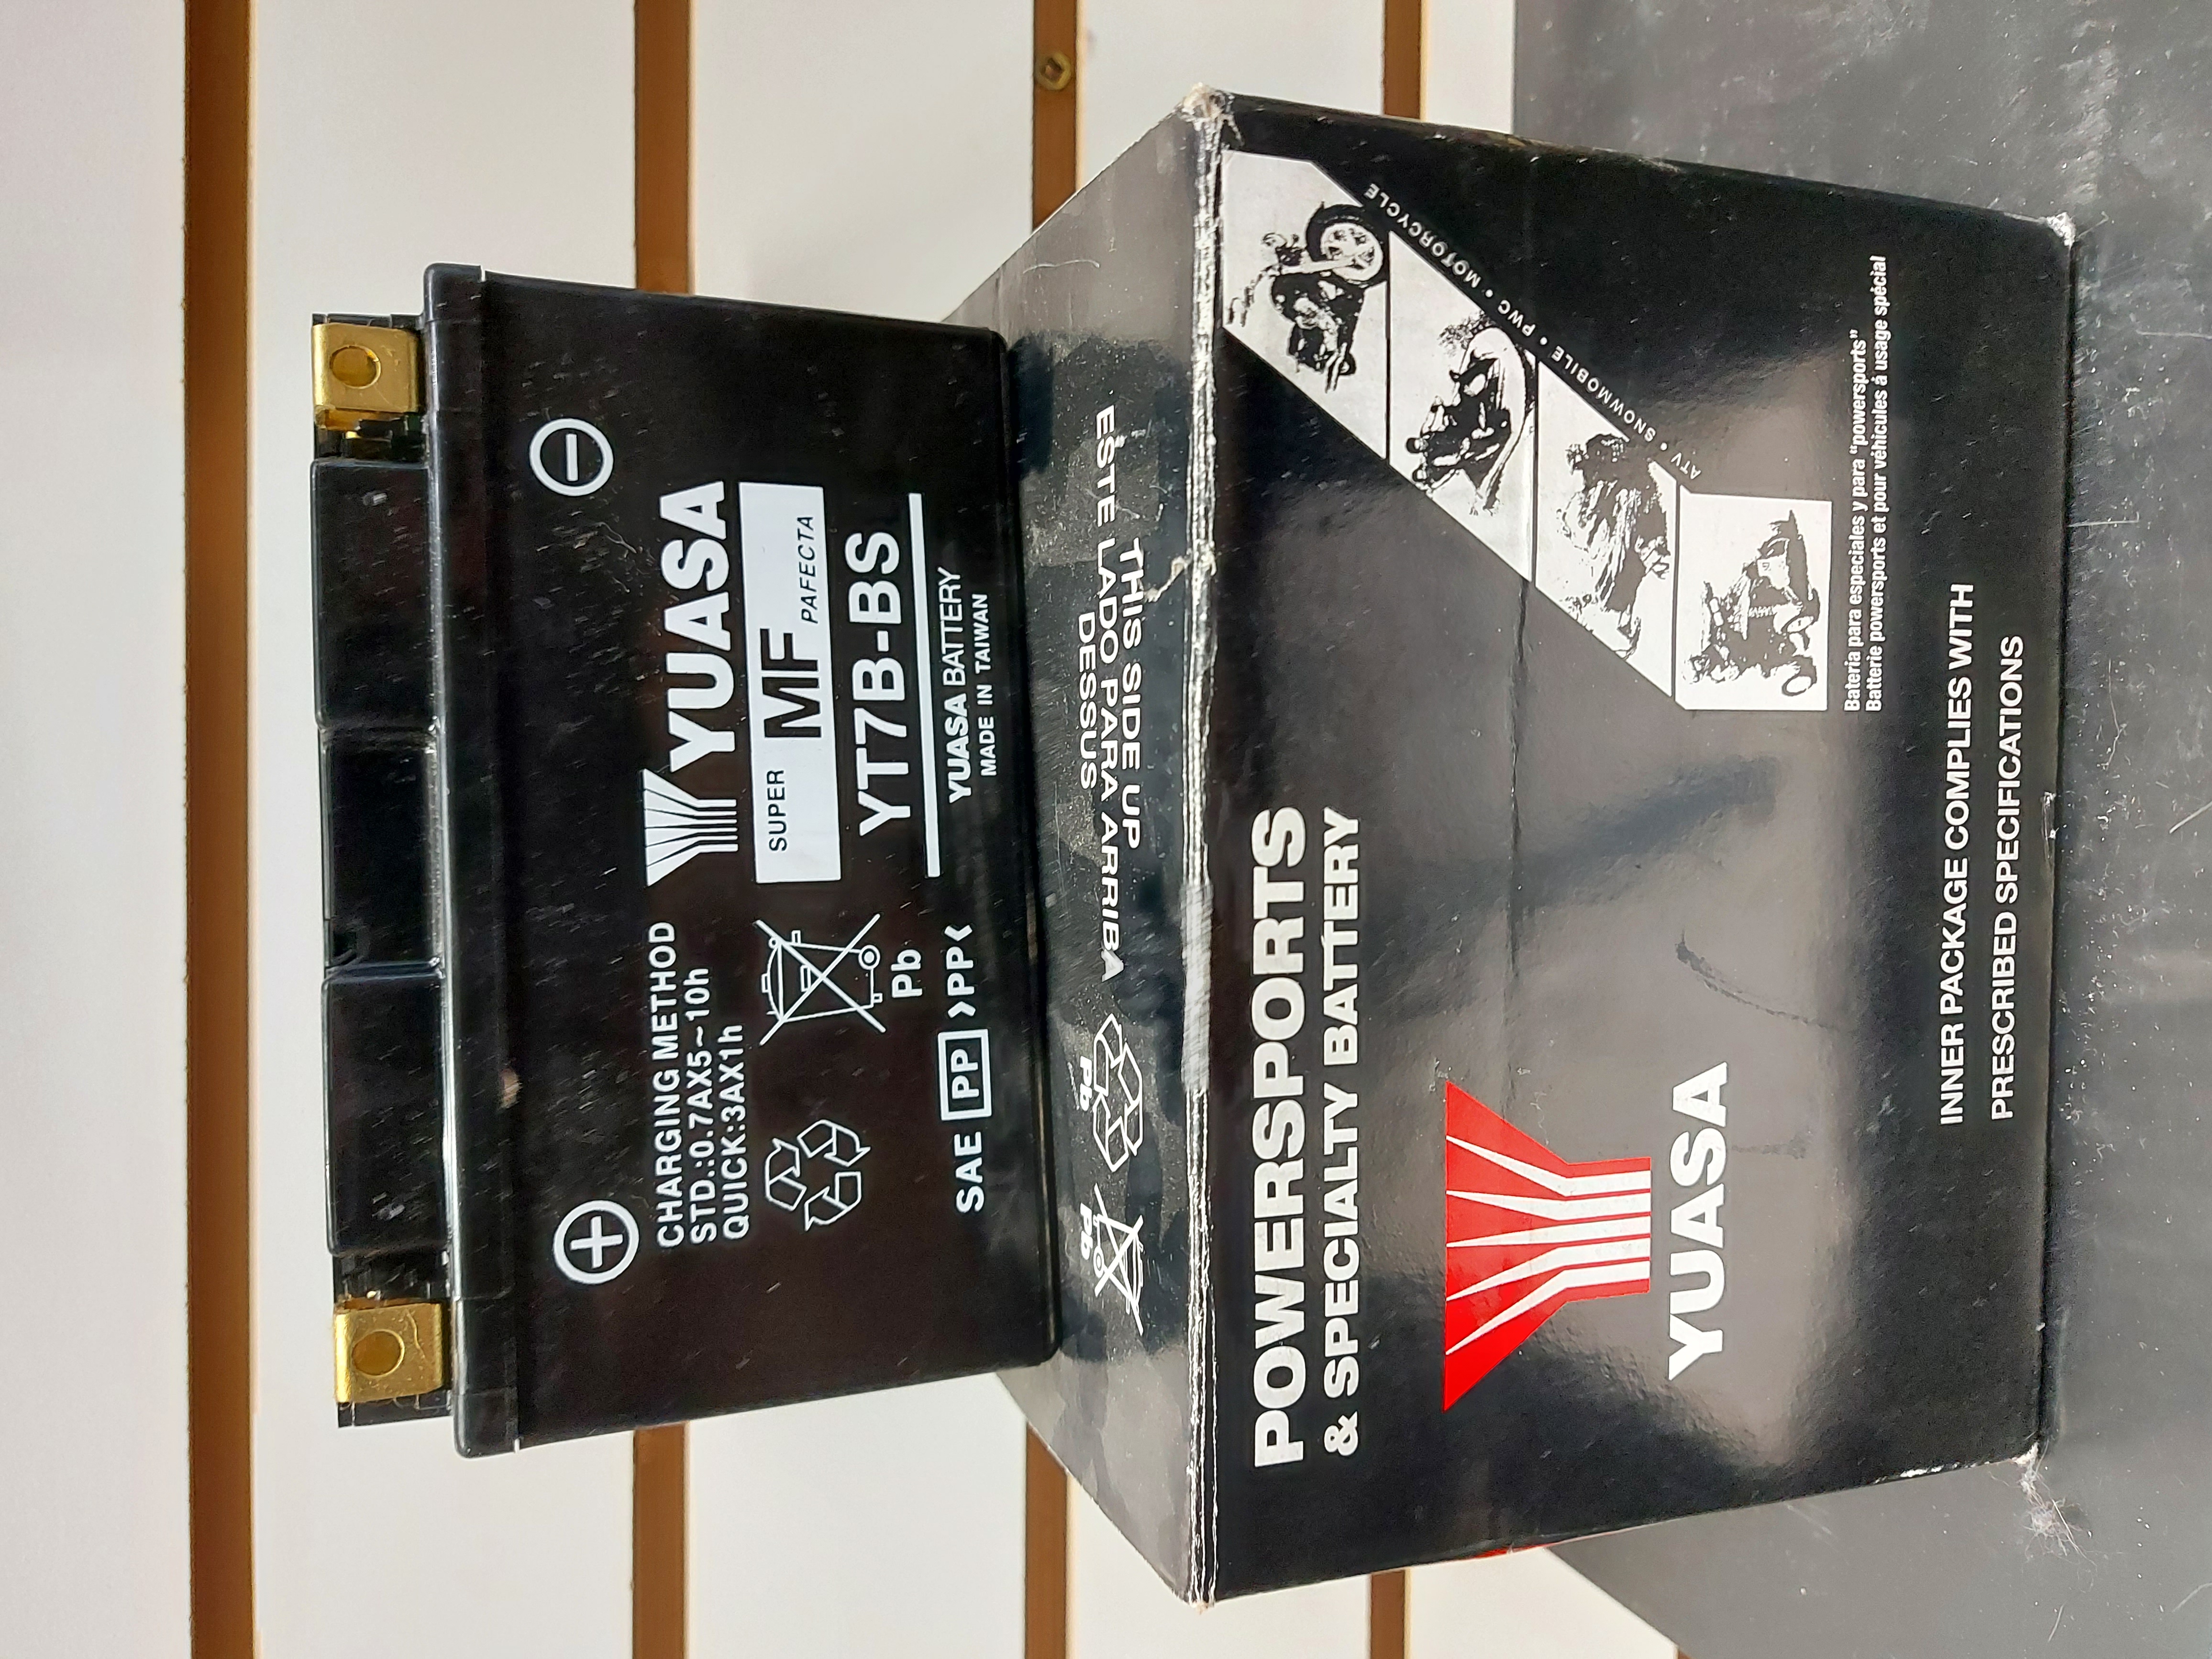 YUASA
SUPER MF PAFECTA
YT7B-BS
YUASA BATTERY
MADE IN TAIWAN
CHARGING METHOD
STD.:0.7AX5~10h
QUICK:3AX1h
Pb
SAE PP >PP<
THIS SIDE UP
ESTE LADO PARA ARRIBA
DESSUS
Pb
Pb
POWERSPORTS
& SPECIALTY BATTERY
YUASA
ATV • SNOWMOBILE • PWC • MOTORCYCLE
Bateria para especiales y para "powersports"
Batterie powersports et pour véhicules á usage spécial
INNER PACKAGE COMPLIES WITH
PRESCRIBED SPECIFICATIONS